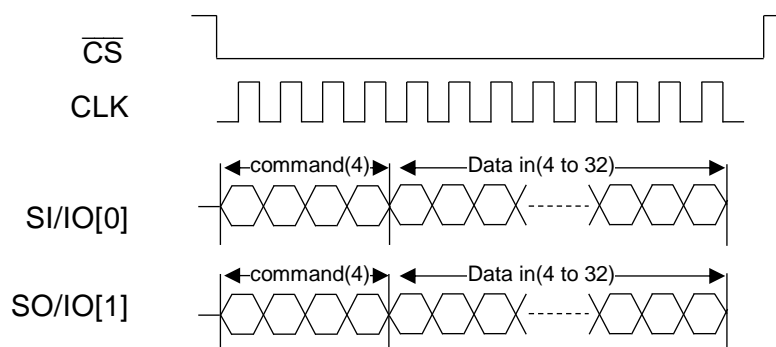 C̅S̅
CLK
command(4) Data in(4 to 32)
SI/IO[0]
command(4) Data in(4 to 32)
SO/IO[1]